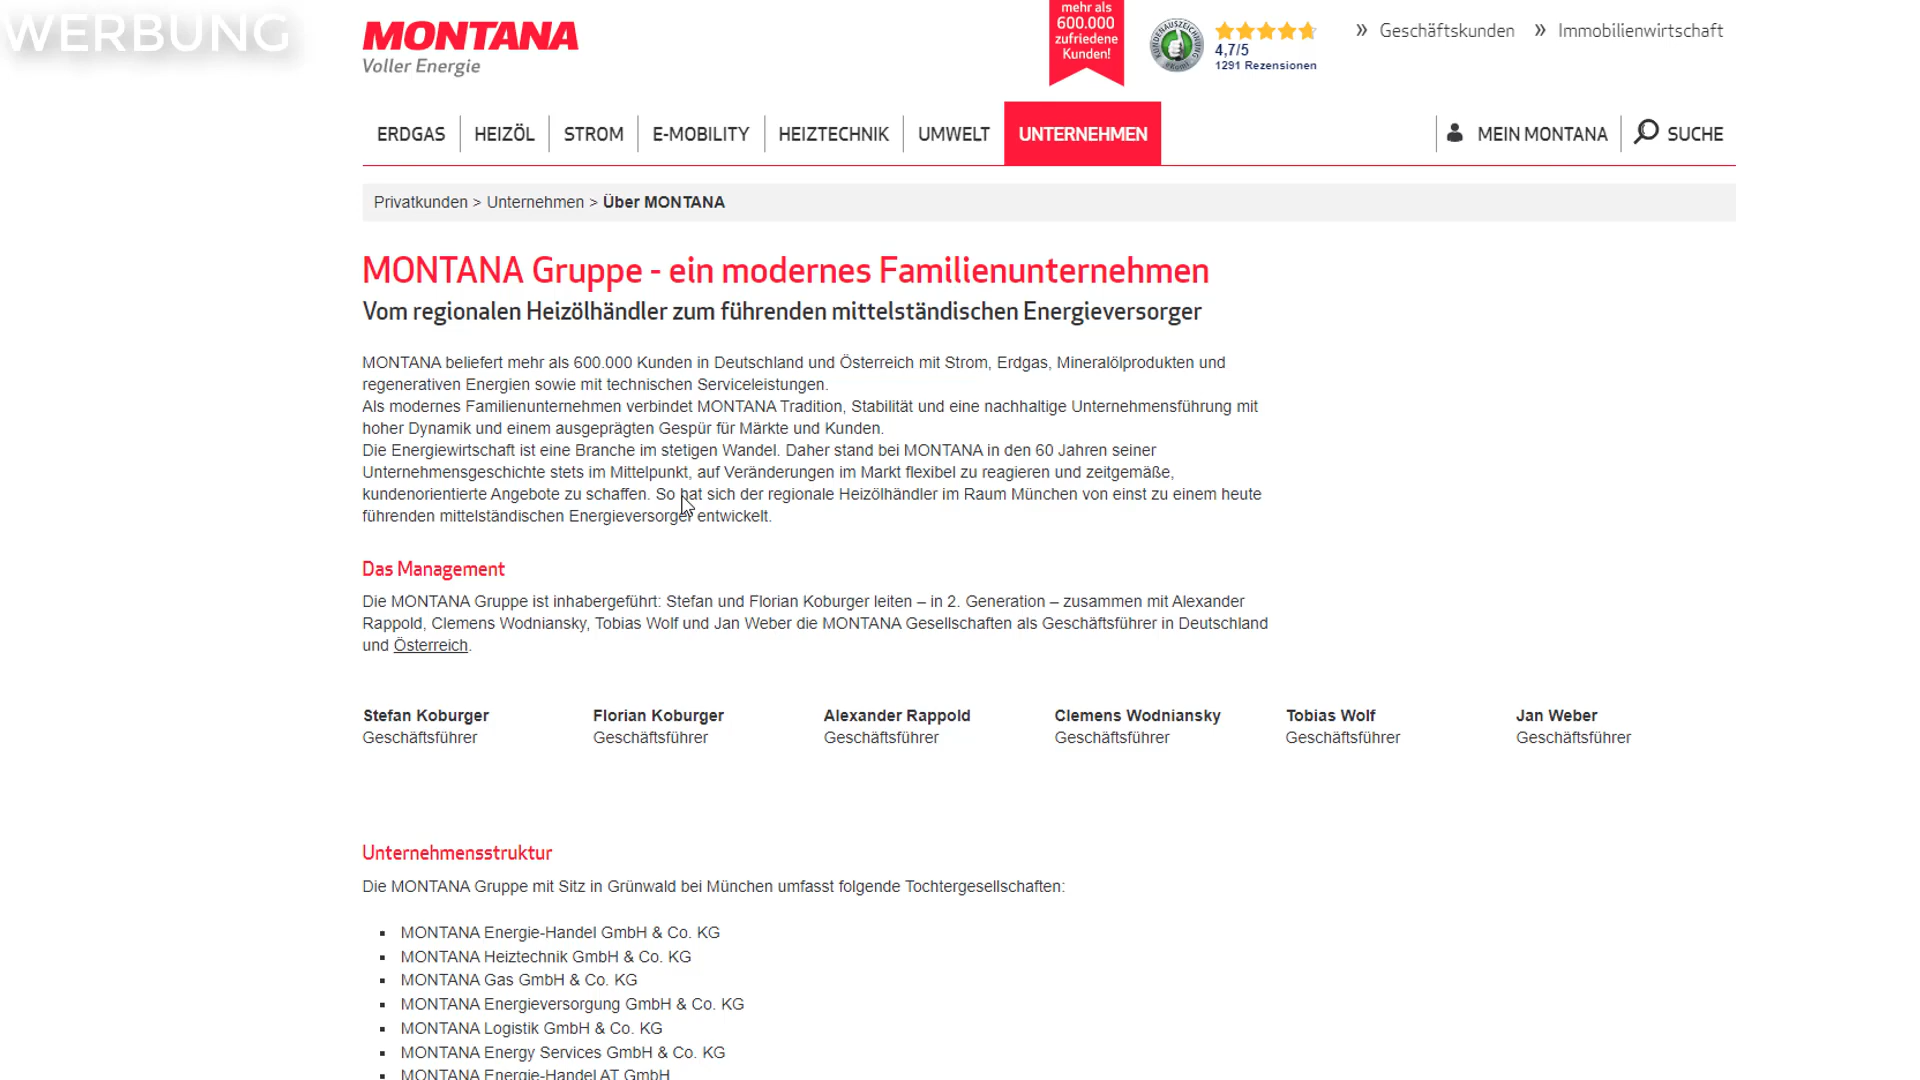 WERBUNG
MONTANA
Voller Energie
mehr als
600.000
zufriedene
Kunden!
KUNDENAUSZEICHNUNG
eKomi
4,7/5
1291 Rezensionen
» Geschäftskunden » Immobilienwirtschaft
ERDGAS HEIZÖL STROM E-MOBILITY HEIZTECHNIK UMWELT UNTERNEHMEN MEIN MONTANA SUCHE
Privatkunden > Unternehmen > Über MONTANA
MONTANA Gruppe - ein modernes Familienunternehmen
Vom regionalen Heizölhändler zum führenden mittelständischen Energieversorger
MONTANA beliefert mehr als 600.000 Kunden in Deutschland und Österreich mit Strom, Erdgas, Mineralölprodukten und
regenerativen Energien sowie mit technischen Serviceleistungen.
Als modernes Familienunternehmen verbindet MONTANA Tradition, Stabilität und eine nachhaltige Unternehmensführung mit
hoher Dynamik und einem ausgeprägten Gespür für Märkte und Kunden.
Die Energiewirtschaft ist eine Branche im stetigen Wandel. Daher stand bei MONTANA in den 60 Jahren seiner
Unternehmensgeschichte stets im Mittelpunkt, auf Veränderungen im Markt flexibel zu reagieren und zeitgemäße,
kundenorientierte Angebote zu schaffen. So hat sich der regionale Heizölhändler im Raum München von einst zu einem heute
führenden mittelständischen Energieversorger entwickelt.
Das Management
Die MONTANA Gruppe ist inhabergeführt: Stefan und Florian Koburger leiten – in 2. Generation – zusammen mit Alexander
Rappold, Clemens Wodniansky, Tobias Wolf und Jan Weber die MONTANA Gesellschaften als Geschäftsführer in Deutschland
und Österreich.
Stefan Koburger Florian Koburger Alexander Rappold Clemens Wodniansky Tobias Wolf Jan Weber
Geschäftsführer Geschäftsführer Geschäftsführer Geschäftsführer Geschäftsführer Geschäftsführer
Unternehmensstruktur
Die MONTANA Gruppe mit Sitz in Grünwald bei München umfasst folgende Tochtergesellschaften:
▪ MONTANA Energie-Handel GmbH & Co. KG
▪ MONTANA Heiztechnik GmbH & Co. KG
▪ MONTANA Gas GmbH & Co. KG
▪ MONTANA Energieversorgung GmbH & Co. KG
▪ MONTANA Logistik GmbH & Co. KG
▪ MONTANA Energy Services GmbH & Co. KG
▪ MONTANA Energie-Handel AT GmbH